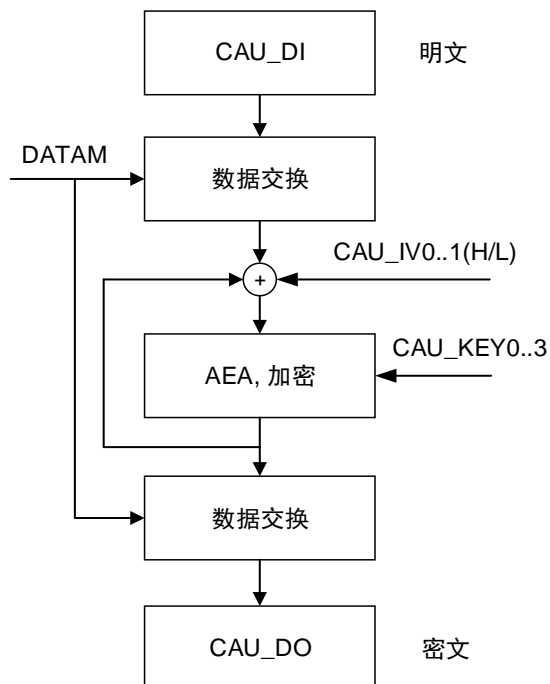 CAU_DI
明文
DATAM
数据交换
CAU_IV0..1(H/L)
+
CAU_KEY0..3
AEA, 加密
数据交换
CAU_DO
密文